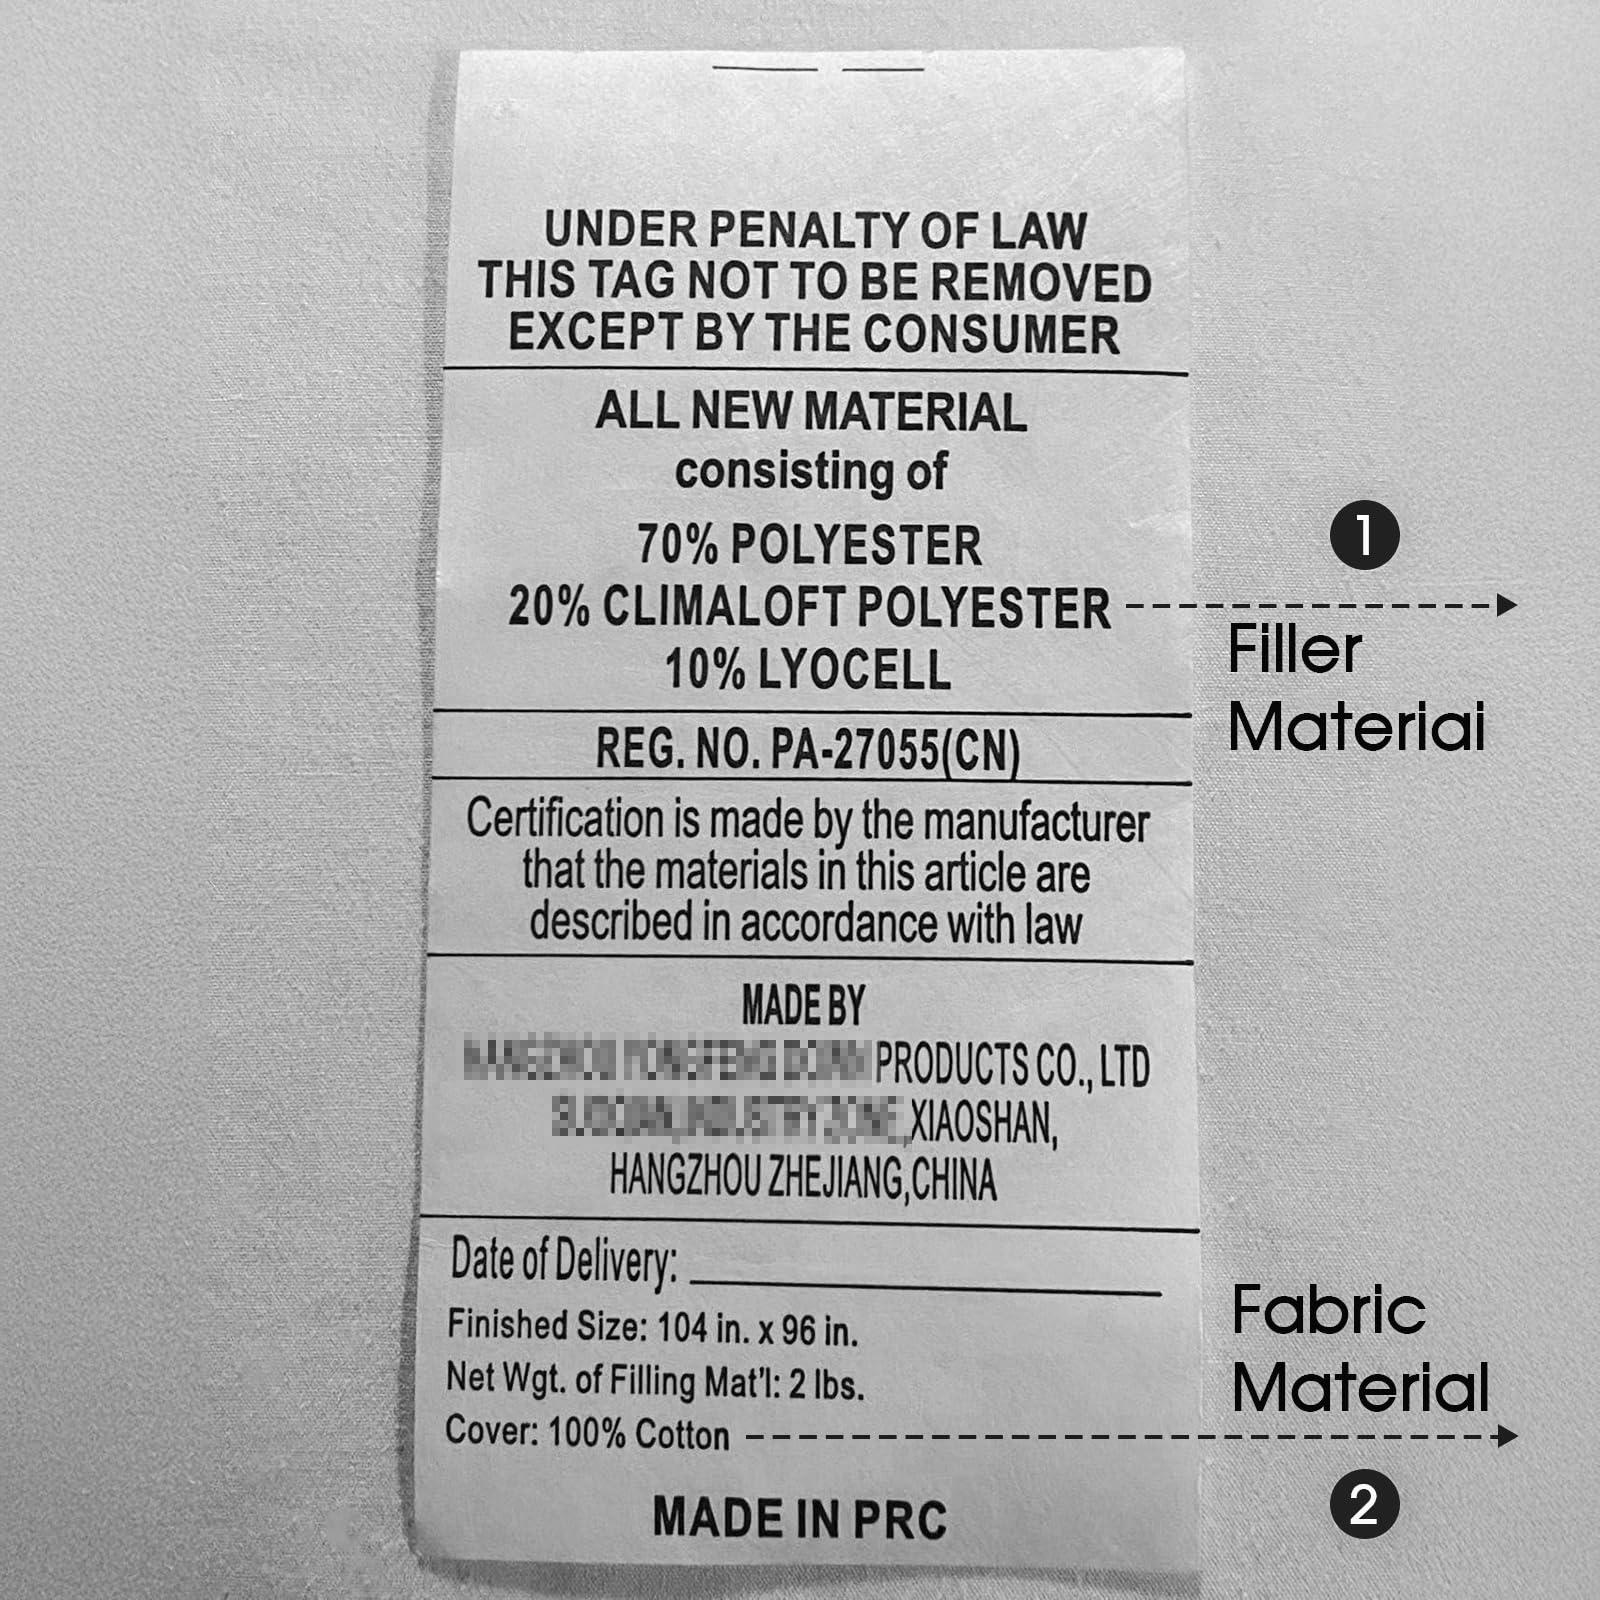 UNDER PENALTY OF LAW
THIS TAG NOT TO BE REMOVED
EXCEPT BY THE CONSUMER
ALL NEW MATERIAL
consisting of
70% POLYESTER
20% CLIMALOFT POLYESTER
10% LYOCELL
1
Filler
Materiai
REG. NO. PA-27055(CN)
Certification is made by the manufacturer
that the materials in this article are
described in accordance with law
MADE BY
PRODUCTS CO., LTD
XIAOSHAN,
HANGZHOU ZHEJIANG,CHINA
Date of Delivery:
Finished Size: 104 in. x 96 in.
Net Wgt. of Filling Mat'l: 2 lbs.
Cover: 100% Cotton
Fabric
Material
2
MADE IN PRC